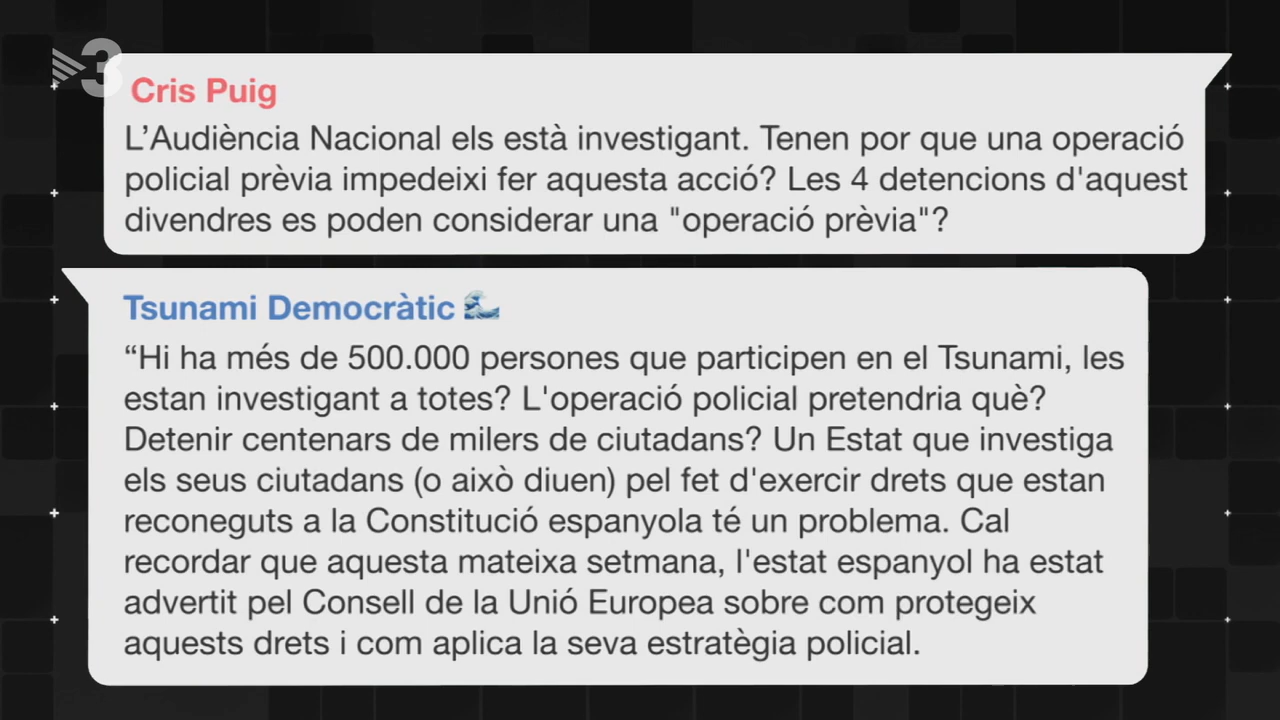 3
Cris Puig
L’Audiència Nacional els està investigant. Tenen por que una operació
policial prèvia impedeixi fer aquesta acció? Les 4 detencions d'aquest
divendres es poden considerar una "operació prèvia"?
Tsunami Democràtic 🌊
“Hi ha més de 500.000 persones que participen en el Tsunami, les
estan investigant a totes? L'operació policial pretendria què?
Detenir centenars de milers de ciutadans? Un Estat que investiga
els seus ciutadans (o això diuen) pel fet d'exercir drets que estan
reconeguts a la Constitució espanyola té un problema. Cal
recordar que aquesta mateixa setmana, l'estat espanyol ha estat
advertit pel Consell de la Unió Europea sobre com protegeix
aquests drets i com aplica la seva estratègia policial.